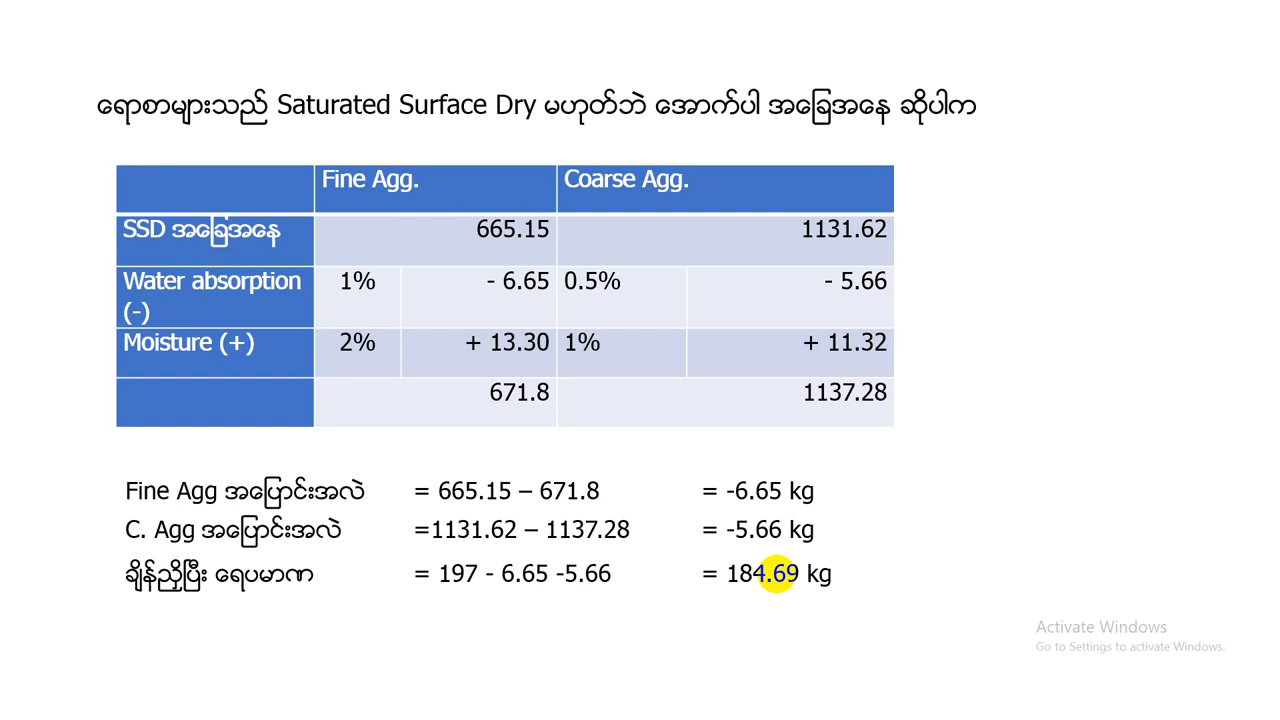 ရောစာများသည် Saturated Surface Dry မဟုတ်ဘဲ အောက်ပါ အခြေအနေ ဆိုပါက
Fine Agg. Coarse Agg.
SSD အခြေအနေ 665.15 1131.62
Water absorption (-) 1% - 6.65 0.5% - 5.66
Moisture (+) 2% + 13.30 1% + 11.32
671.8 1137.28
Fine Agg အပြောင်းအလဲ = 665.15 – 671.8 = -6.65 kg
C. Agg အပြောင်းအလဲ =1131.62 – 1137.28 = -5.66 kg
ချိန်ညှိပြီး ရေပမာဏ = 197 - 6.65 -5.66 = 184.69 kg
Activate Windows
Go to Settings to activate Windows.